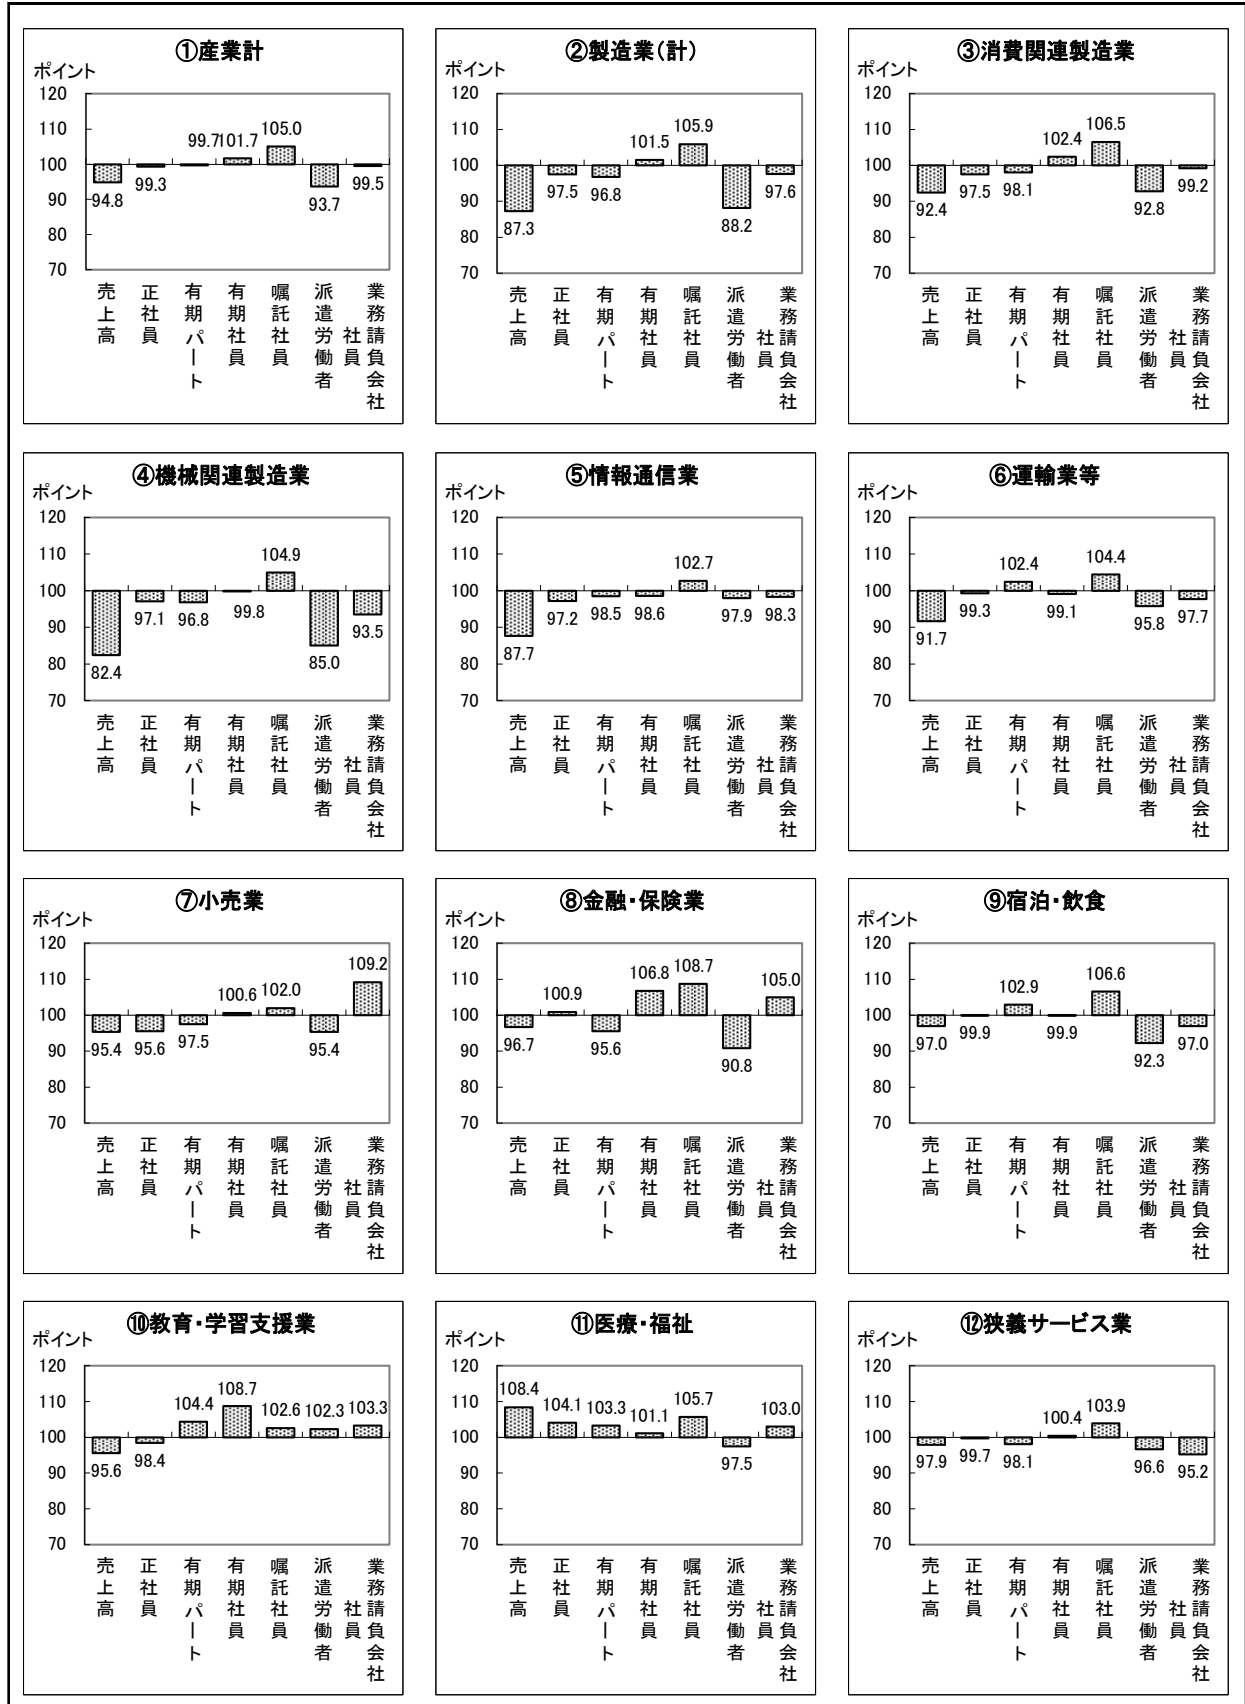 ①産業計
ポイント
120
110
100
90
80
70
94.8
99.3
99.7
101.7
105.0
93.7
99.5
売上高
正社員
有期パート
有期社員
嘱託社員
派遣労働者
業務請負会社
社員
②製造業(計)
ポイント
120
110
100
90
80
70
87.3
97.5
96.8
101.5
105.9
88.2
97.6
売上高
正社員
有期パート
有期社員
嘱託社員
派遣労働者
業務請負会社
社員
③消費関連製造業
ポイント
120
110
100
90
80
70
92.4
97.5
98.1
102.4
106.5
92.8
99.2
売上高
正社員
有期パート
有期社員
嘱託社員
派遣労働者
業務請負会社
社員
④機械関連製造業
ポイント
120
110
100
90
80
70
82.4
97.1
96.8
99.8
104.9
85.0
93.5
売上高
正社員
有期パート
有期社員
嘱託社員
派遣労働者
業務請負会社
社員
⑤情報通信業
ポイント
120
110
100
90
80
70
87.7
97.2
98.5
98.6
102.7
97.9
98.3
売上高
正社員
有期パート
有期社員
嘱託社員
派遣労働者
業務請負会社
社員
⑥運輸業等
ポイント
120
110
100
90
80
70
91.7
99.3
102.4
99.1
104.4
95.8
97.7
売上高
正社員
有期パート
有期社員
嘱託社員
派遣労働者
業務請負会社
社員
⑦小売業
ポイント
120
110
100
90
80
70
95.4
95.6
97.5
100.6
102.0
95.4
109.2
売上高
正社員
有期パート
有期社員
嘱託社員
派遣労働者
業務請負会社
社員
⑧金融・保険業
ポイント
120
110
100
90
80
70
96.7
100.9
95.6
106.8
108.7
90.8
105.0
売上高
正社員
有期パート
有期社員
嘱託社員
派遣労働者
業務請負会社
社員
⑨宿泊・飲食
ポイント
120
110
100
90
80
70
97.0
99.9
102.9
99.9
106.6
92.3
97.0
売上高
正社員
有期パート
有期社員
嘱託社員
派遣労働者
業務請負会社
社員
⑩教育・学習支援業
ポイント
120
110
100
90
80
70
95.6
98.4
104.4
108.7
102.6
102.3
103.3
売上高
正社員
有期パート
有期社員
嘱託社員
派遣労働者
業務請負会社
社員
⑪医療・福祉
ポイント
120
110
100
90
80
70
108.4
104.1
103.3
101.1
105.7
97.5
103.0
売上高
正社員
有期パート
有期社員
嘱託社員
派遣労働者
業務請負会社
社員
⑫狭義サービス業
ポイント
120
110
100
90
80
70
97.9
99.7
98.1
100.4
103.9
96.6
95.2
売上高
正社員
有期パート
有期社員
嘱託社員
派遣労働者
業務請負会社
社員